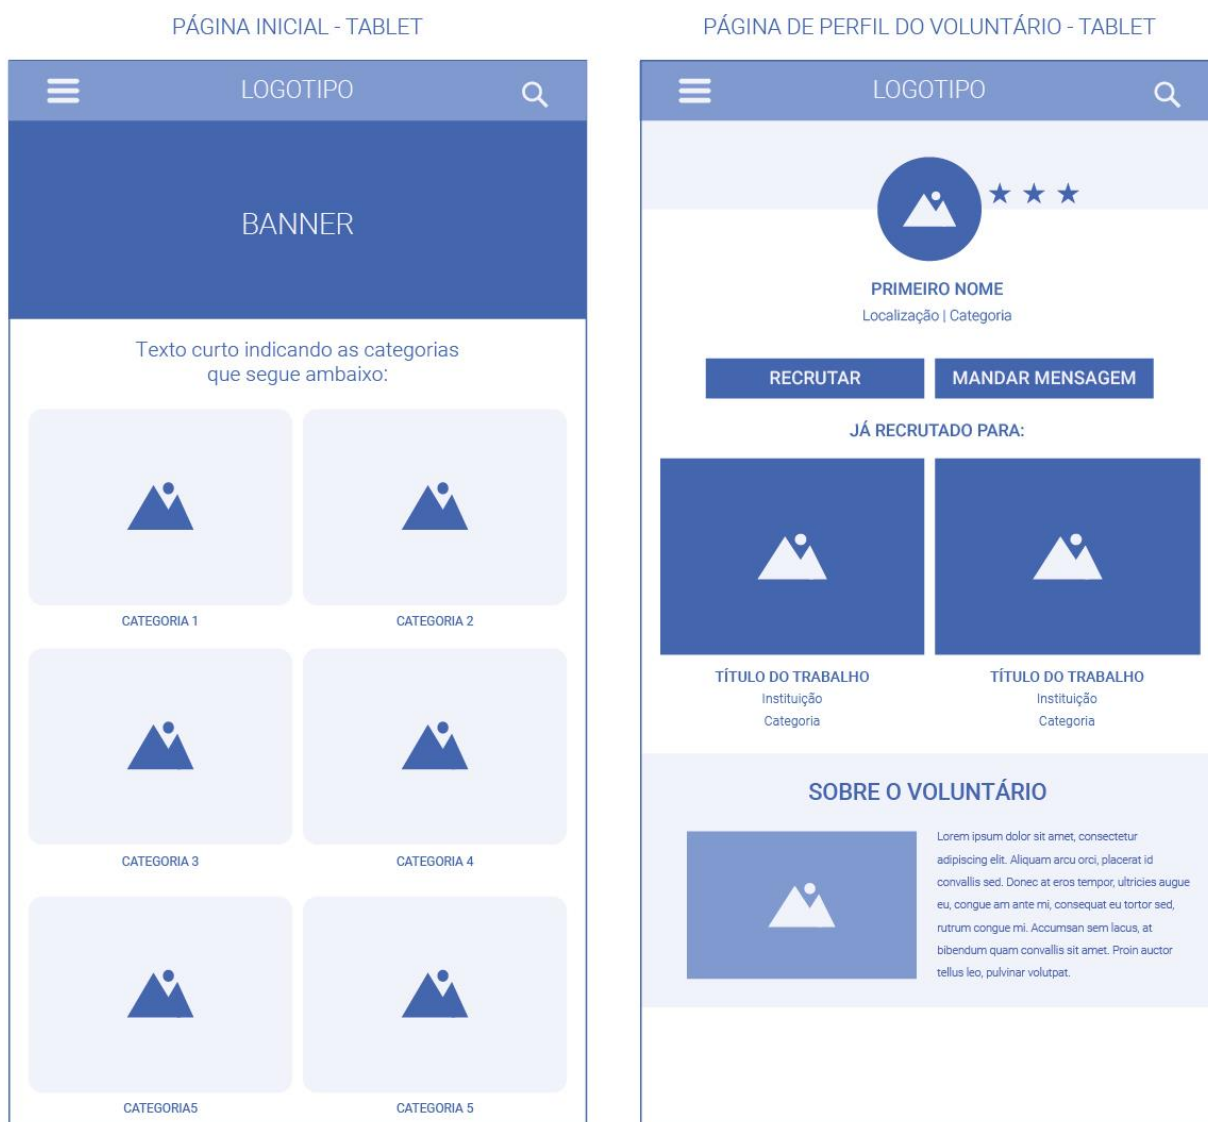 PÁGINA INICIAL - TABLET
LOGOTIPO
BANNER
Texto curto indicando as categorias
que segue ambaixo:
CATEGORIA 1
CATEGORIA 2
CATEGORIA 3
CATEGORIA 4
CATEGORIA5
CATEGORIA 5
PÁGINA DE PERFIL DO VOLUNTÁRIO - TABLET
LOGOTIPO
PRIMEIRO NOME
Localização | Categoria
RECRUTAR
MANDAR MENSAGEM
JÁ RECRUTADO PARA:
TÍTULO DO TRABALHO
Instituição
Categoria
TÍTULO DO TRABALHO
Instituição
Categoria
SOBRE O VOLUNTÁRIO
Lorem ipsum dolor sit amet, consectetur
adipiscing elit. Aliquam arcu orci, placerat id
convallis sed. Donec at eros tempor, ultricies augue
eu, congue am ante mi, consequat eu tortor sed,
rutrum congue mi. Accumsan sem lacus, at
bibendum quam convallis sit amet. Proin auctor
tellus leo, pulvinar volutpat.